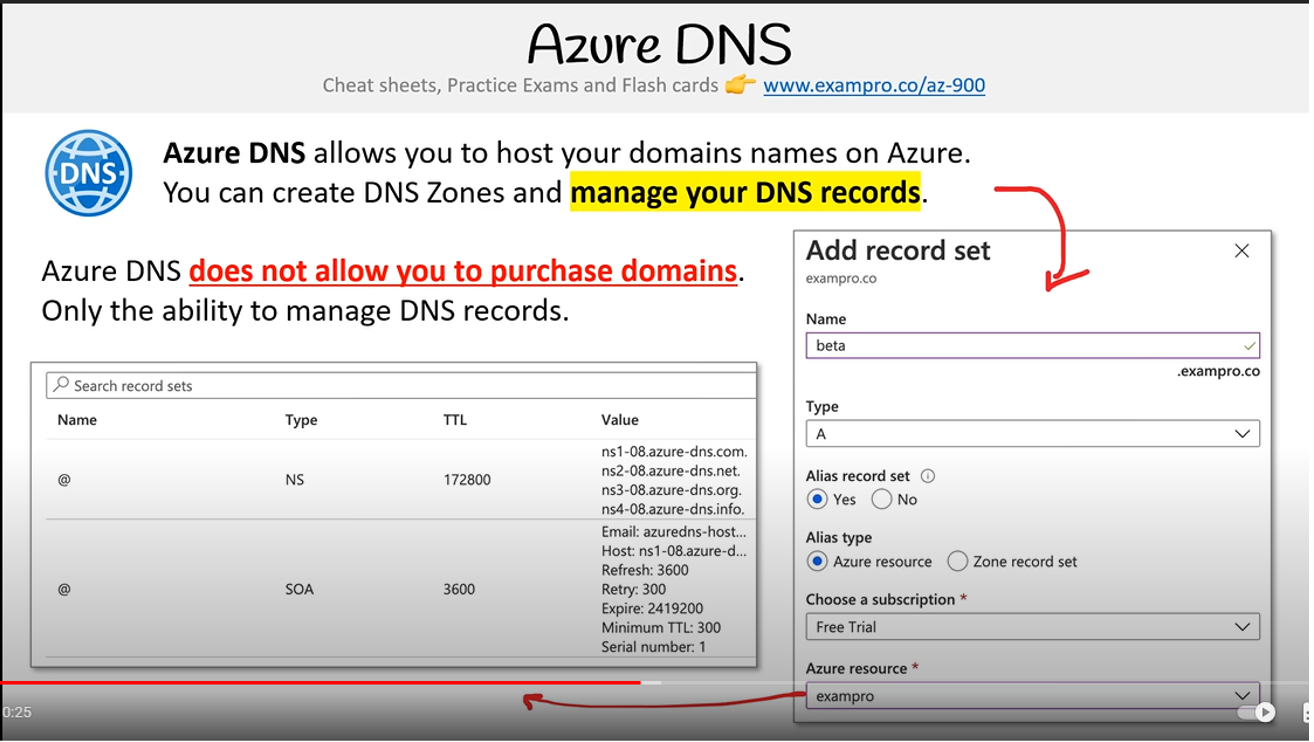 Azure DNS
Cheat sheets, Practice Exams and Flash cards 👉 www.exampro.co/az-900
DNS
Azure DNS allows you to host your domains names on Azure.
You can create DNS Zones and manage your DNS records.
Azure DNS does not allow you to purchase domains.
Only the ability to manage DNS records.
Search record sets
Name Type TTL Value
@ NS 172800
ns1-08.azure-dns.com.
ns2-08.azure-dns.net.
ns3-08.azure-dns.org.
ns4-08.azure-dns.info.
@ SOA 3600
Email: azuredns-host...
Host: ns1-08.azure-d...
Refresh: 3600
Retry: 300
Expire: 2419200
Minimum TTL: 300
Serial number: 1
Add record set
exampro.co
Name
beta
.exampro.co
Type
A
Alias record set
Yes No
Alias type
Azure resource Zone record set
Choose a subscription *
Free Trial
Azure resource *
exampro
0:25